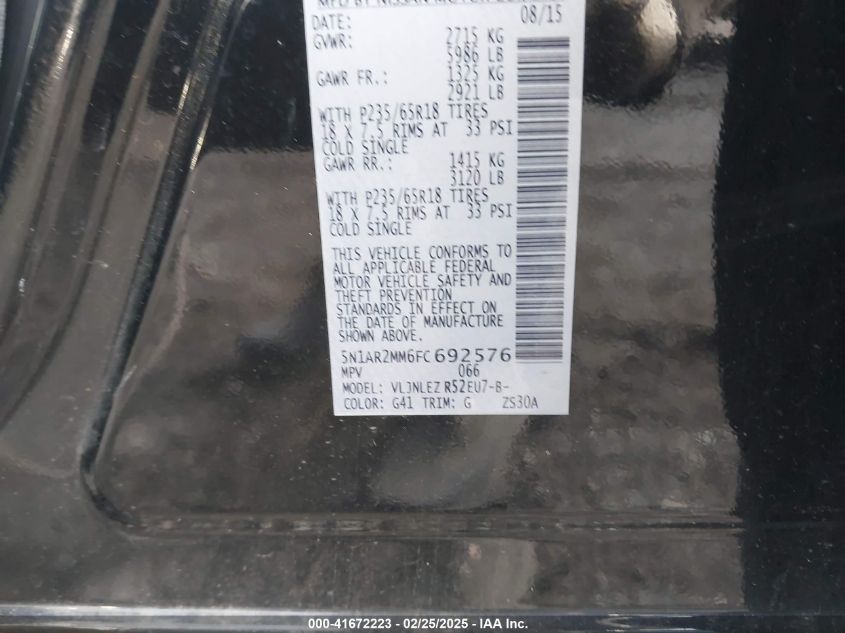 DATE: 08/15
GVWR: 2715 KG
5986 LB
GAWR FR.: 1325 KG
2921 LB
WITH P235/65R18 TIRES
18 X 7.5 RIMS AT 33 PSI
COLD SINGLE
GAWR RR.: 1415 KG
3120 LB
WITH P235/65R18 TIRES
18 X 7.5 RIMS AT 33 PSI
COLD SINGLE
THIS VEHICLE CONFORMS TO
ALL APPLICABLE FEDERAL
MOTOR VEHICLE SAFETY AND
THEFT PREVENTION
STANDARDS IN EFFECT ON
THE DATE OF MANUFACTURE
SHOWN ABOVE.
5N1AR2MM6FC692576
MPV 066
MODEL: VLJNLEZ R52EU7-B-
COLOR: G41 TRIM: G ZS30A
000-41672223 - 02/25/2025 - IAA Inc.